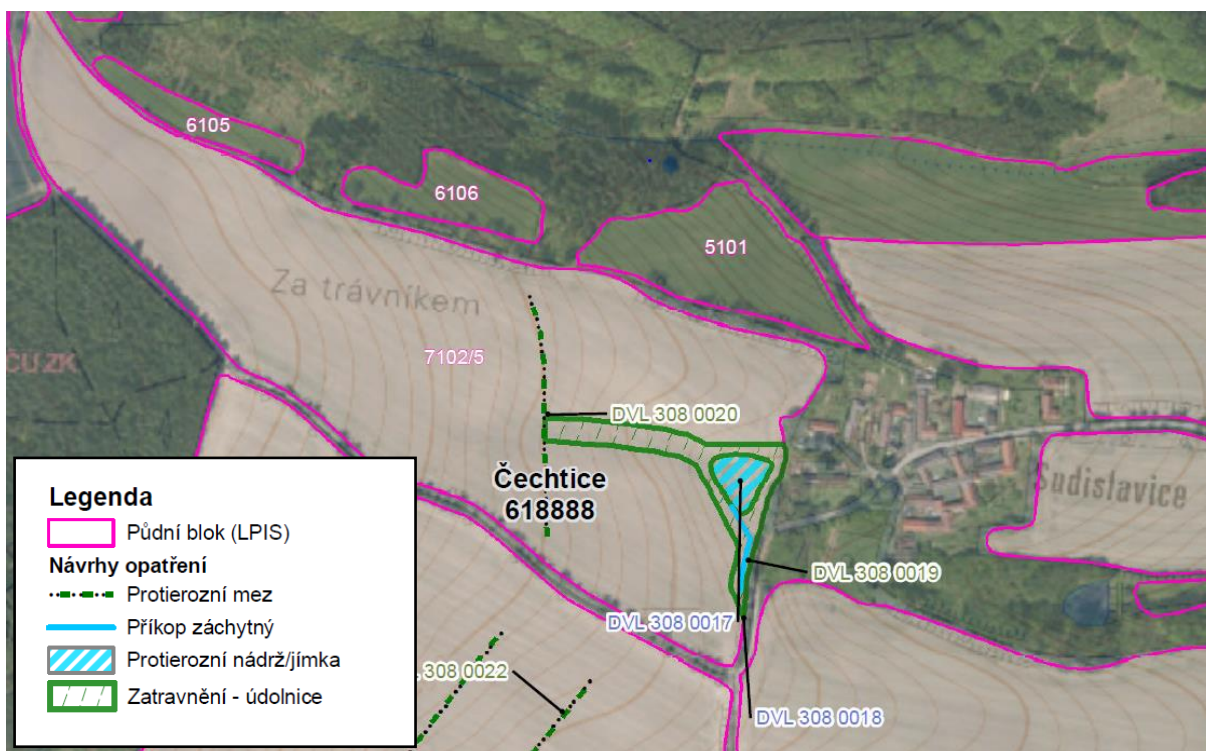 6105
6106
5101
Za trávníkem
ČÚZK
7102/5
DVL 308 0020
Čechtice
618888
Sudislavice
DVL 308 0019
DVL 308 0017
308 0022
DVL 308 0018
Legenda
Půdní blok (LPIS)
Návrhy opatření
Protierozní mez
Příkop záchytný
Protierozní nádrž/jímka
Zatravnění - údolnice